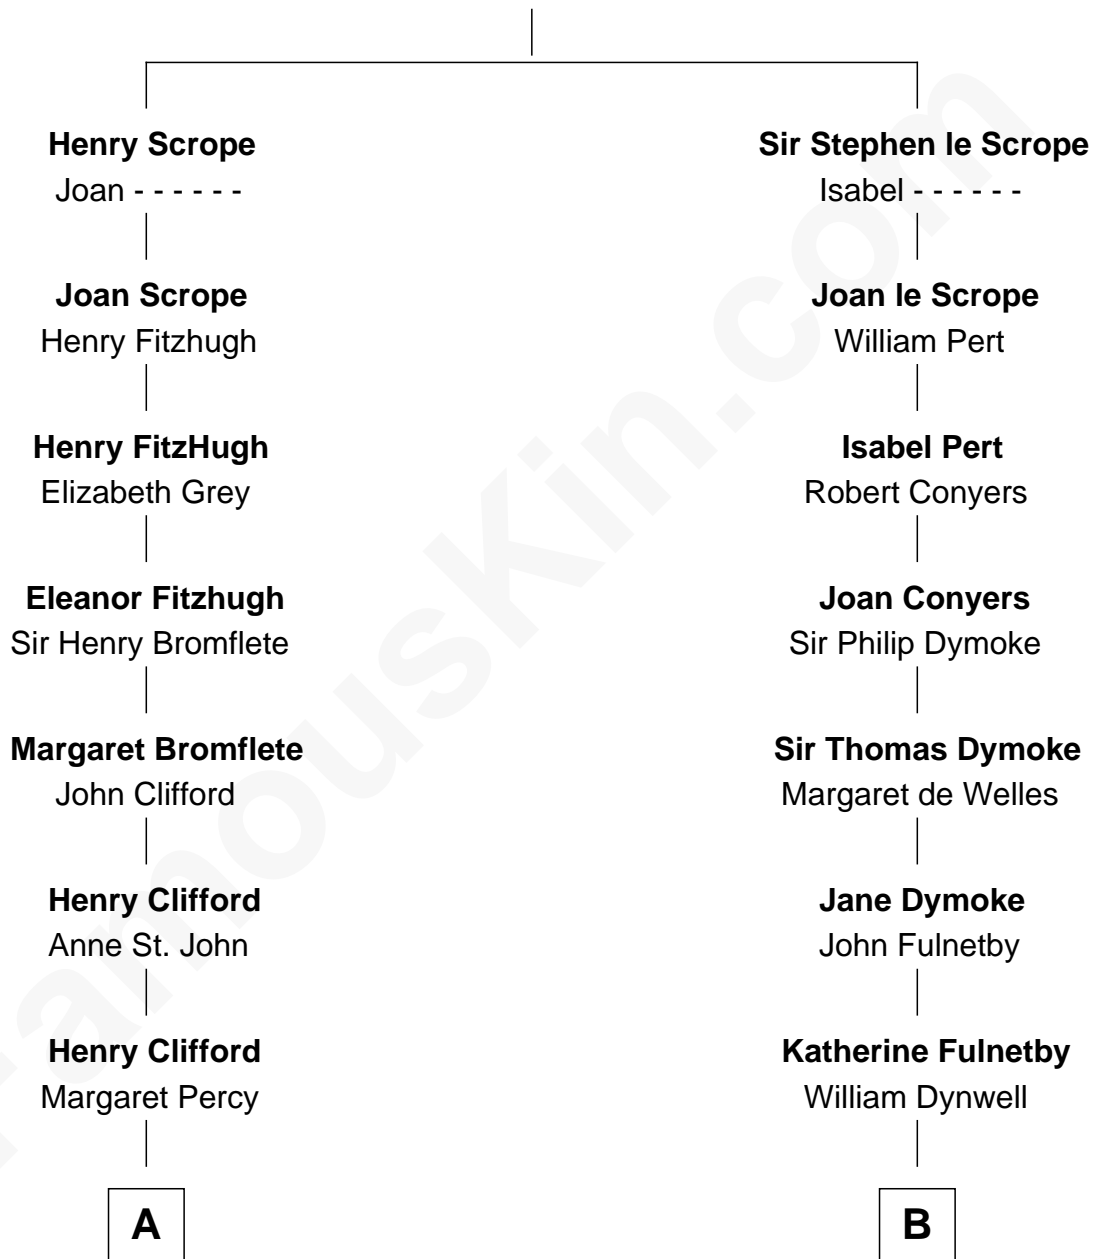 Henry Scrope
Joan - - - - - -
Joan Scrope
Henry Fitzhugh
Henry FitzHugh
Elizabeth Grey
Eleanor Fitzhugh
Sir Henry Bromflete
Margaret Bromflete
John Clifford
Henry Clifford
Anne St. John
Henry Clifford
Margaret Percy
A
Sir Stephen le Scrope
Isabel - - - - - -
Joan le Scrope
William Pert
Isabel Pert
Robert Conyers
Joan Conyers
Sir Philip Dymoke
Sir Thomas Dymoke
Margaret de Welles
Jane Dymoke
John Fulnetby
Katherine Fulnetby
William Dynwell
B
FamousKin.com